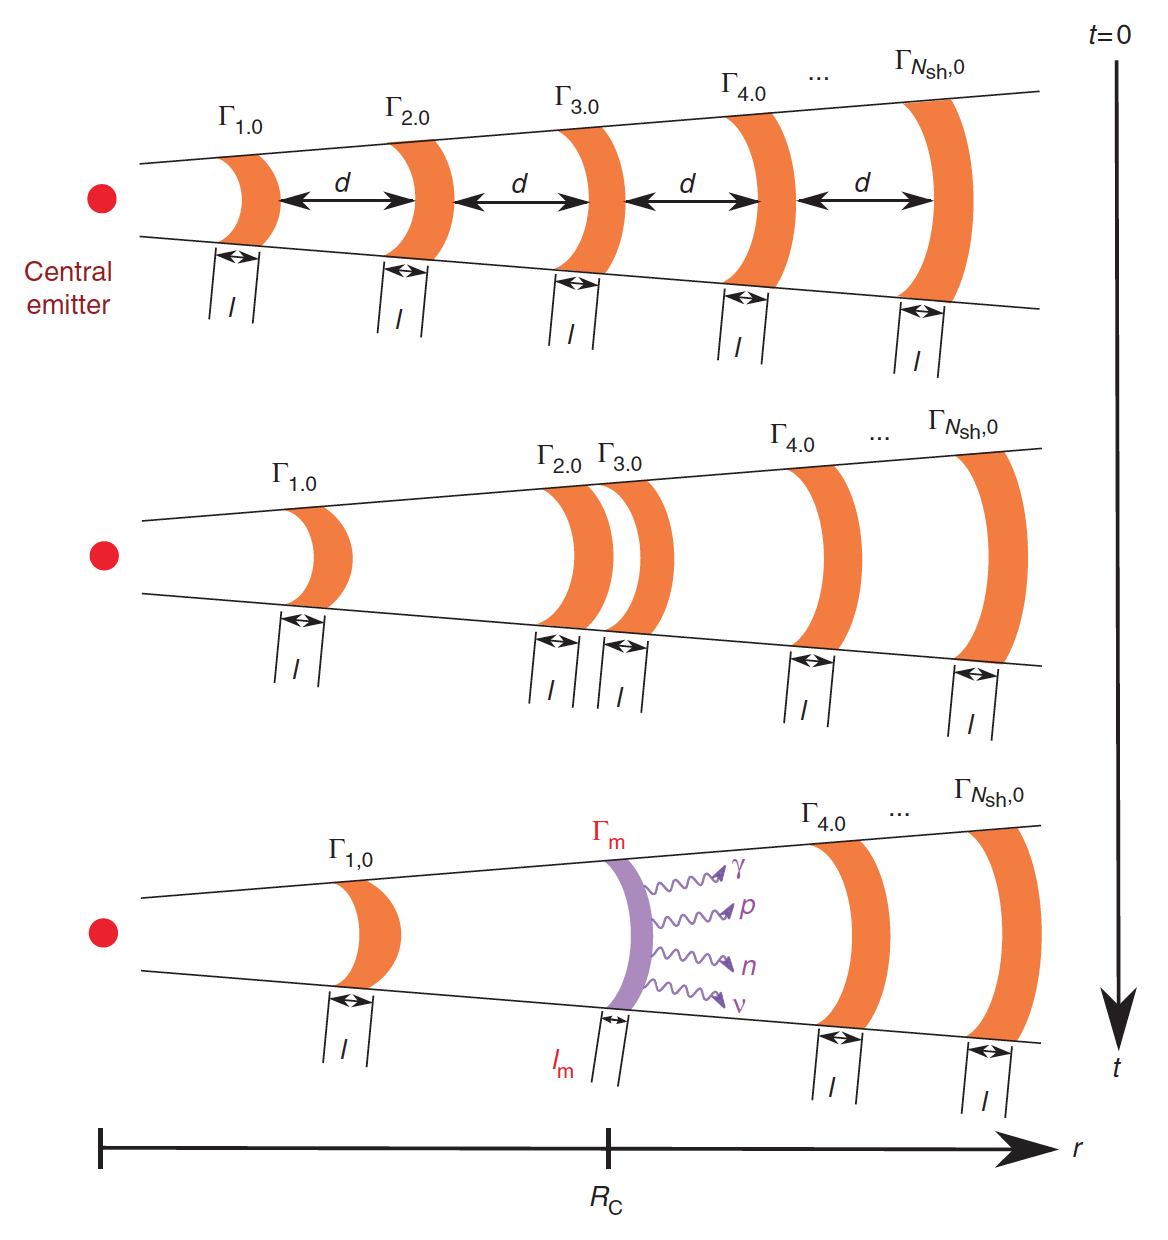 t=0
Γ1.0 Γ2.0 Γ3.0 Γ4.0 ... ΓNsh,0
d d d d
Central
emitter
l l l l l
Γ1.0 Γ2.0 Γ3.0 Γ4.0 ... ΓNsh,0
l l l l l
Γ1,0 Γm Γ4.0 ... ΓNsh,0
γ
p
n
ν
l lm l l
t
r
RC